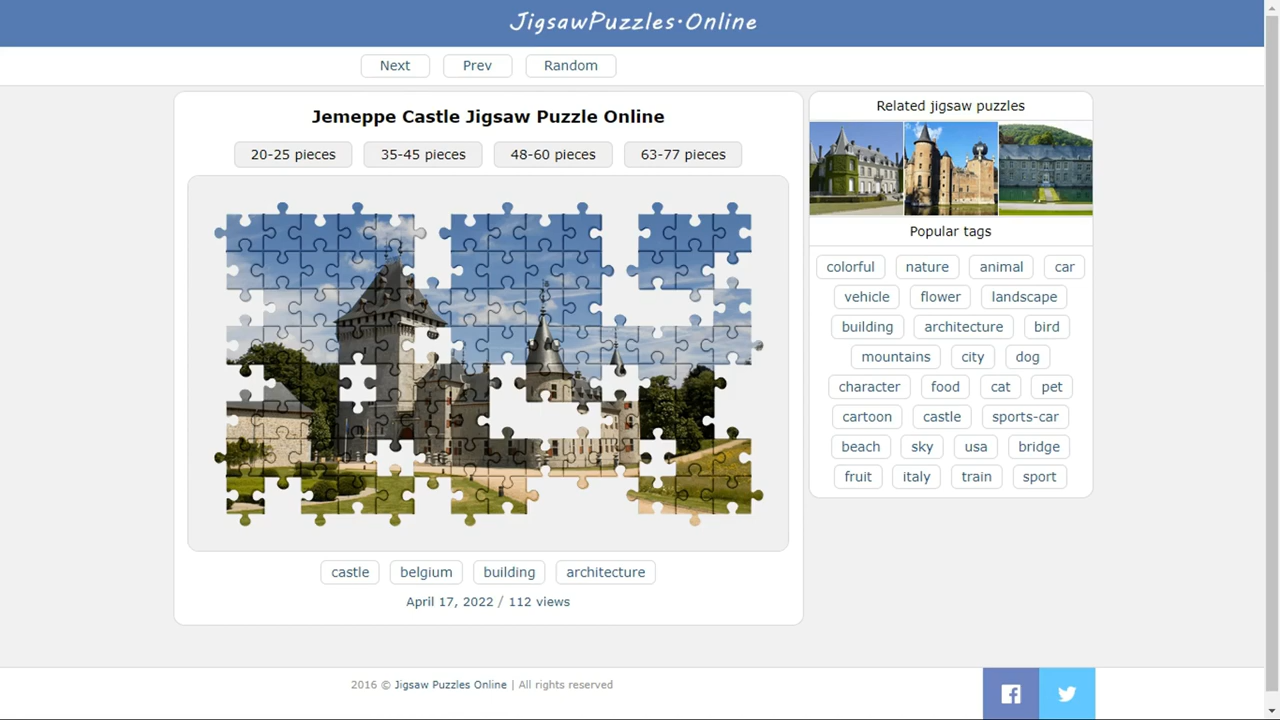 JigsawPuzzles·Online
Next Prev Random
Jemeppe Castle Jigsaw Puzzle Online
20-25 pieces 35-45 pieces 48-60 pieces 63-77 pieces
castle belgium building architecture
April 17, 2022 / 112 views
Related jigsaw puzzles
Popular tags
colorful nature animal car
vehicle flower landscape
building architecture bird
mountains city dog
character food cat pet
cartoon castle sports-car
beach sky usa bridge
fruit italy train sport
2016 © Jigsaw Puzzles Online | All rights reserved